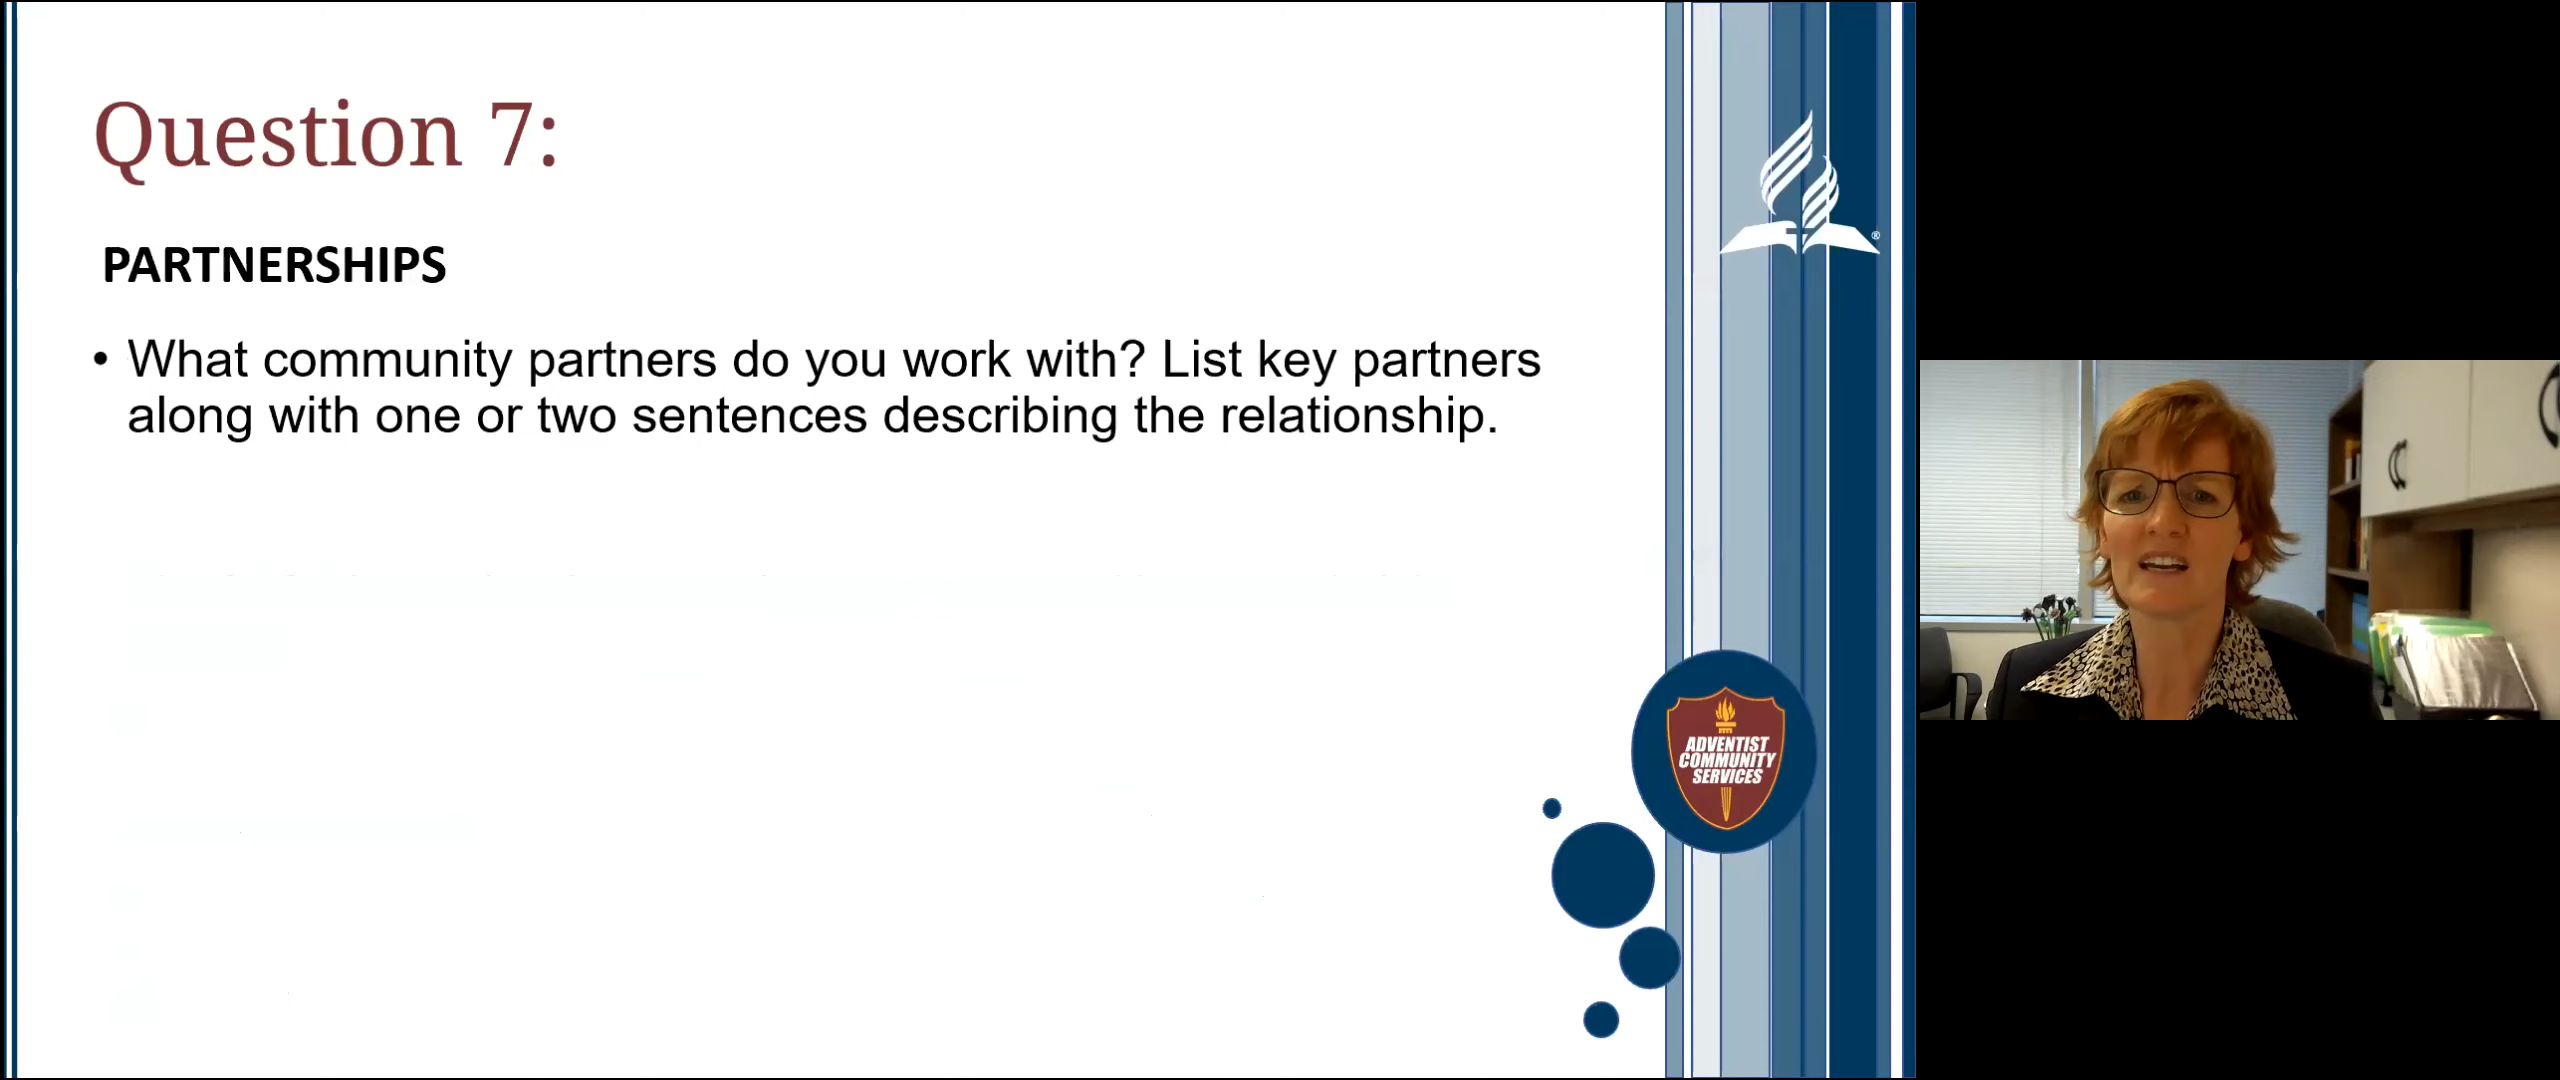 Question 7:
PARTNERSHIPS
• What community partners do you work with? List key partners
along with one or two sentences describing the relationship.
®
ADVENTIST
COMMUNITY
SERVICES